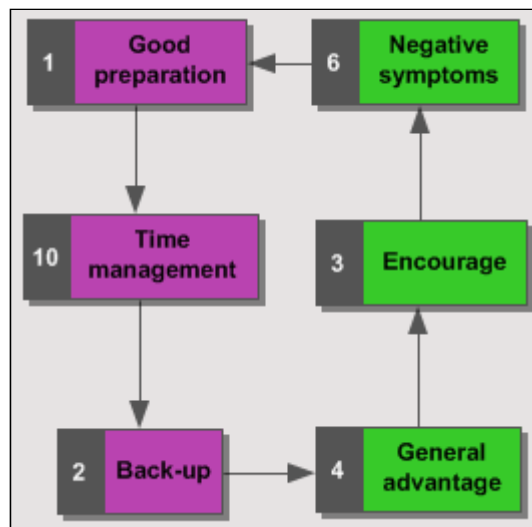 1
Good
preparation
6
Negative
symptoms
10
Time
management
3
Encourage
2
Back-up
4
General
advantage